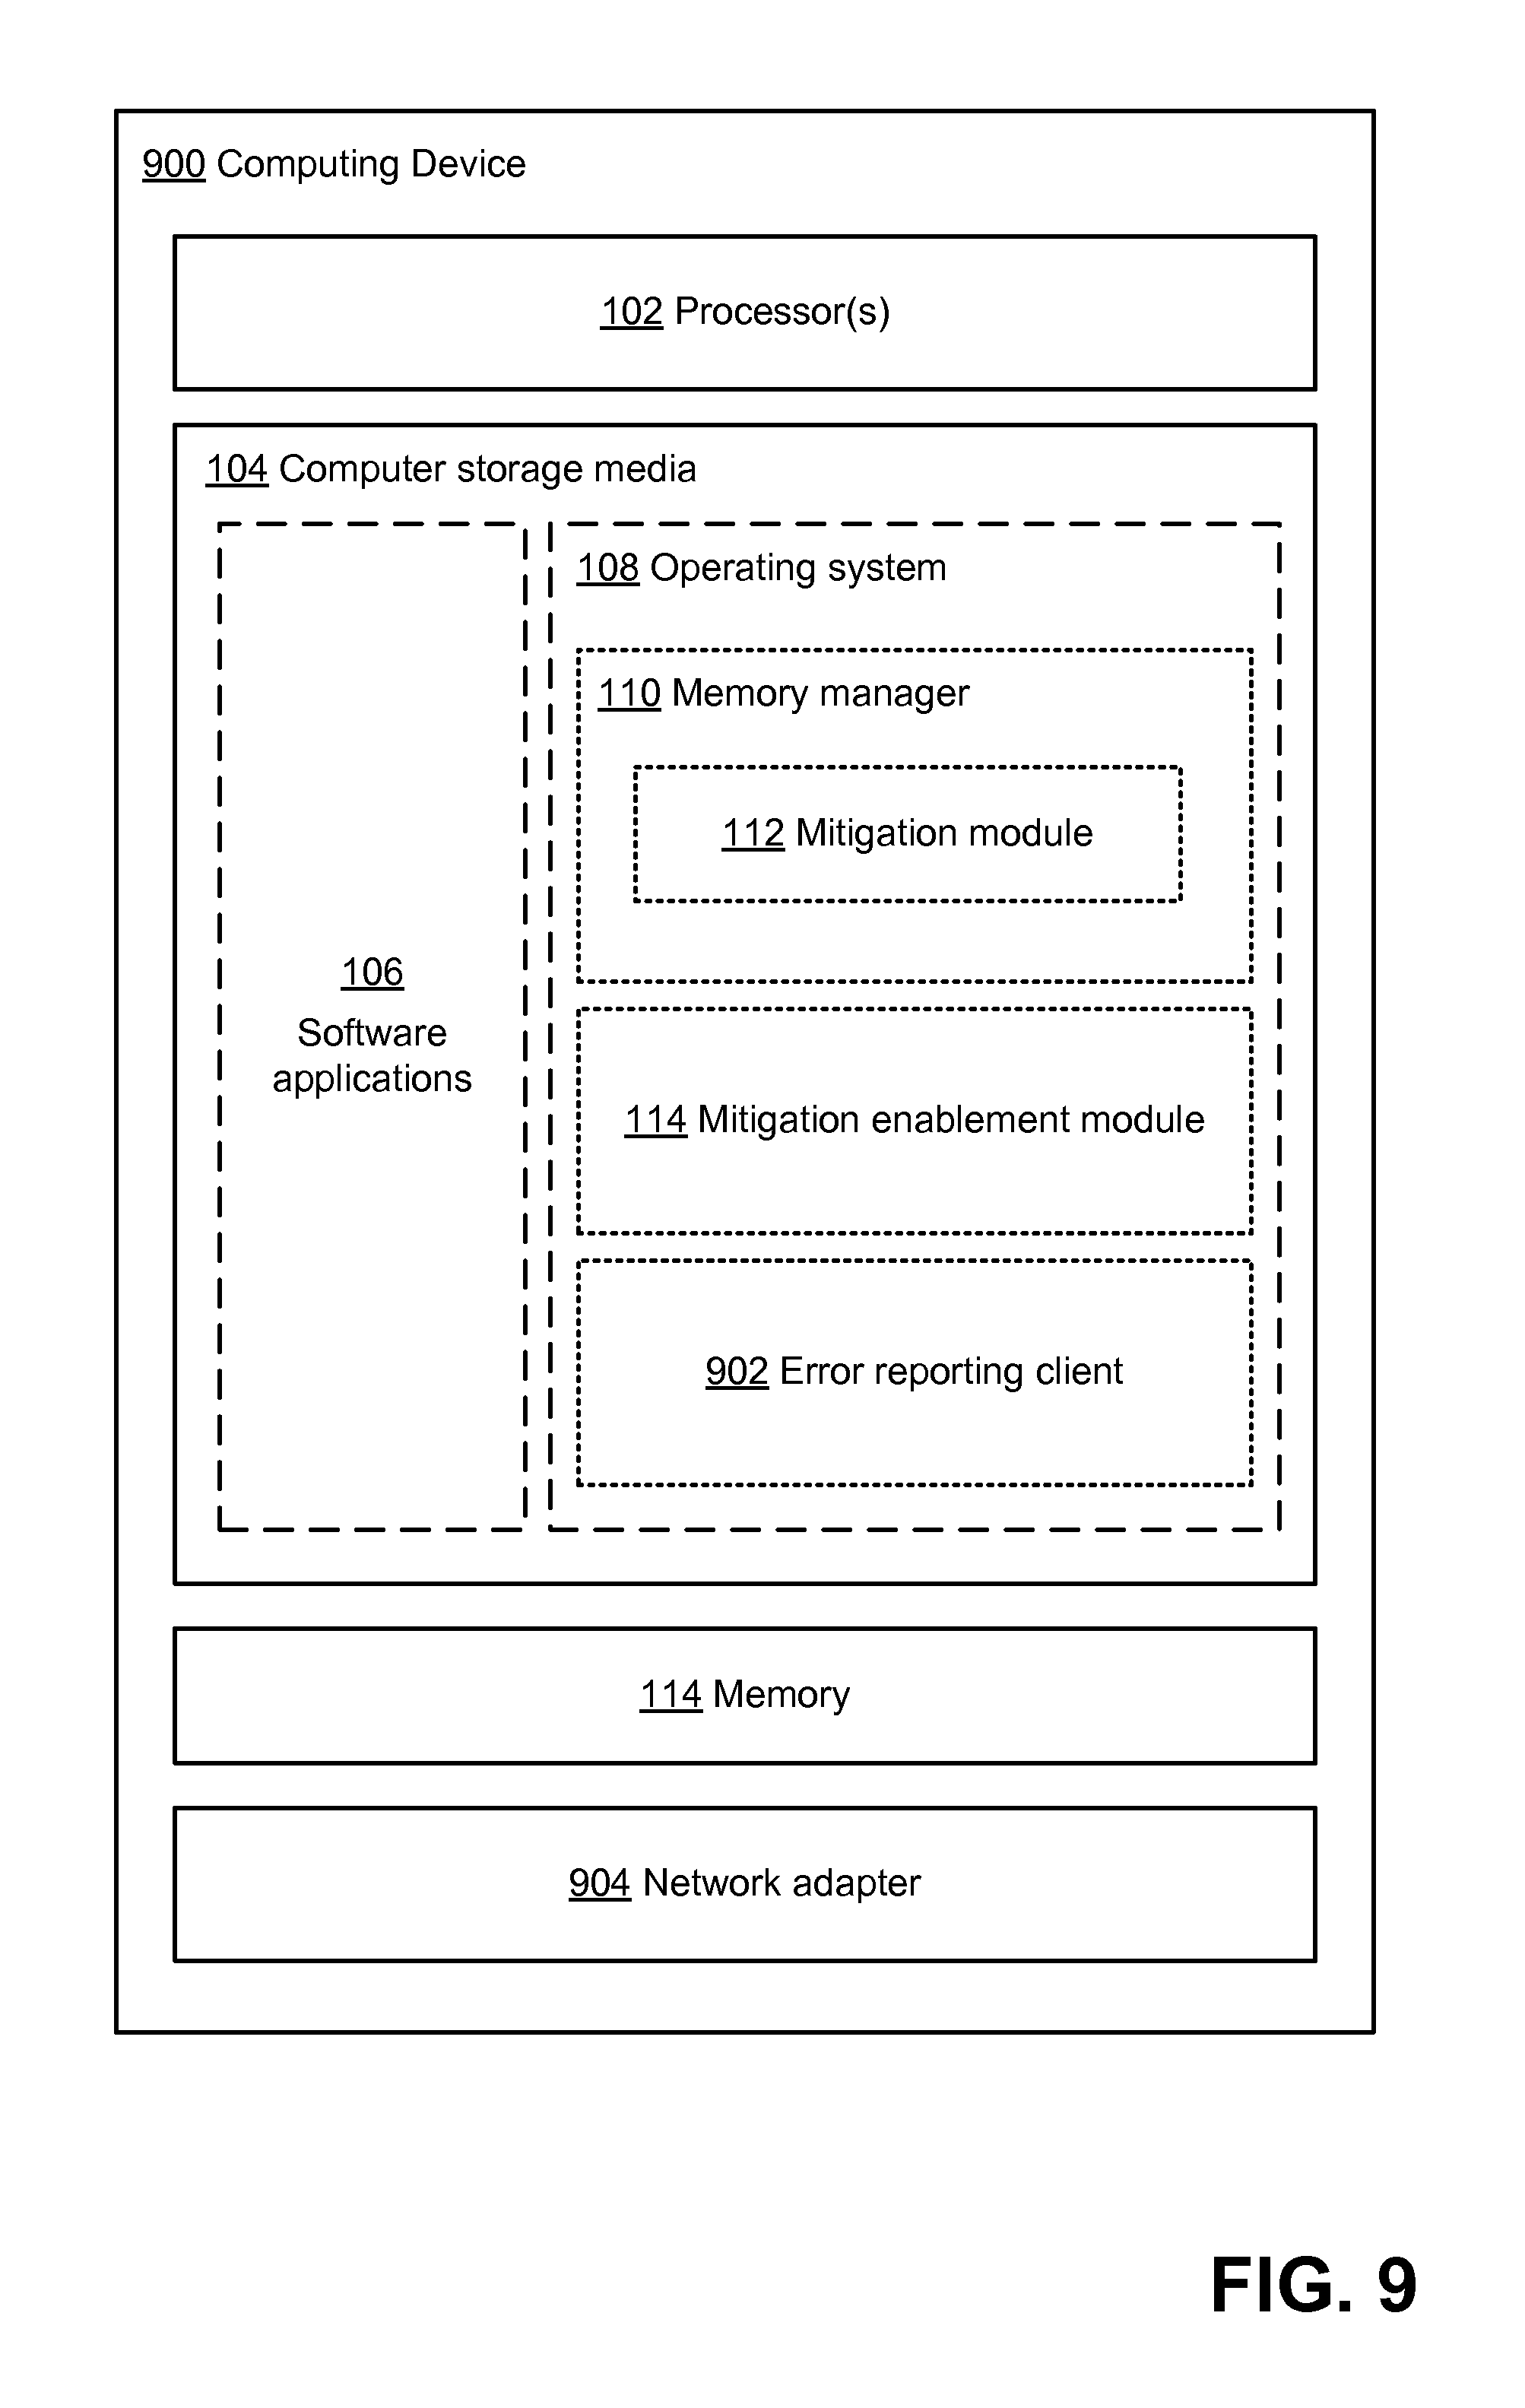 900 Computing Device
102 Processor(s)
104 Computer storage media
108 Operating system
110 Memory manager
112 Mitigation module
106
Software
applications
114 Mitigation enablement module
902 Error reporting client
114 Memory
904 Network adapter
FIG. 9